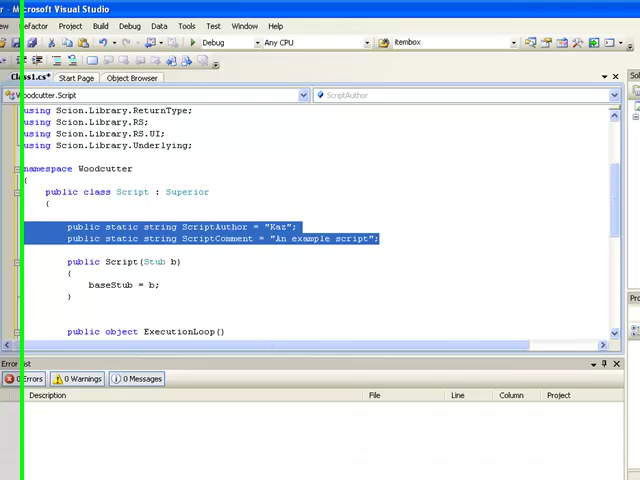 r - Microsoft Visual Studio
ew Refactor Project Build Debug Data Tools Test Window Help
Debug Any CPU itembox
Class1.cs* Start Page Object Browser
Sol
Woodcutter.Script ScriptAuthor
using Scion.Library.ReturnType;
using Scion.Library.RS;
using Scion.Library.RS.UI;
using Scion.Library.Underlying;
namespace Woodcutter
{
public class Script : Superior
{
public static string ScriptAuthor = "Kaz";
public static string ScriptComment = "An example script";
public Script(Stub b)
{
baseStub = b;
}
Pro
public object ExecutionLoop()
Error List
0 Errors 0 Warnings 0 Messages
Description File Line Column Project